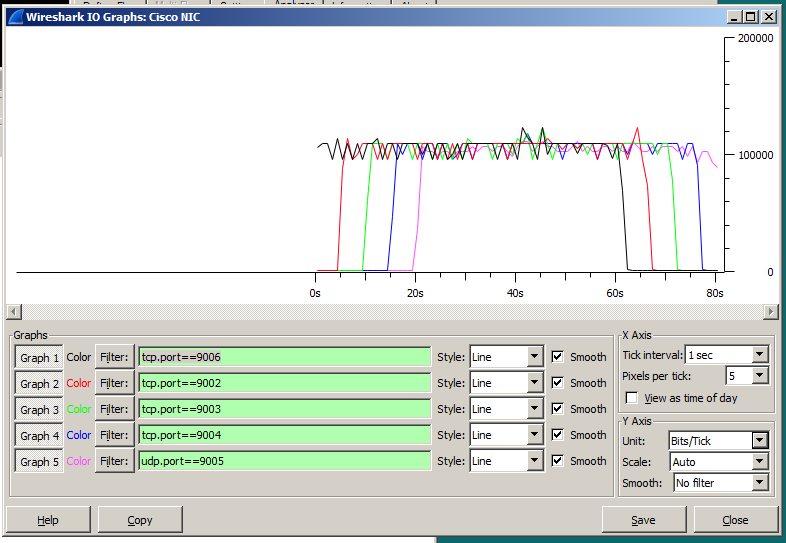 Wireshark IO Graphs: Cisco NIC
200000
100000
0
0s 20s 40s 60s 80s
Graphs
Graph 1 Color Filter: tcp.port==9006 Style: Line Smooth
Graph 2 Color Filter: tcp.port==9002 Style: Line Smooth
Graph 3 Color Filter: tcp.port==9003 Style: Line Smooth
Graph 4 Color Filter: tcp.port==9004 Style: Line Smooth
Graph 5 Color Filter: udp.port==9005 Style: Line Smooth
X Axis
Tick interval: 1 sec
Pixels per tick: 5
View as time of day
Y Axis
Unit: Bits/Tick
Scale: Auto
Smooth: No filter
Help Copy Save Close